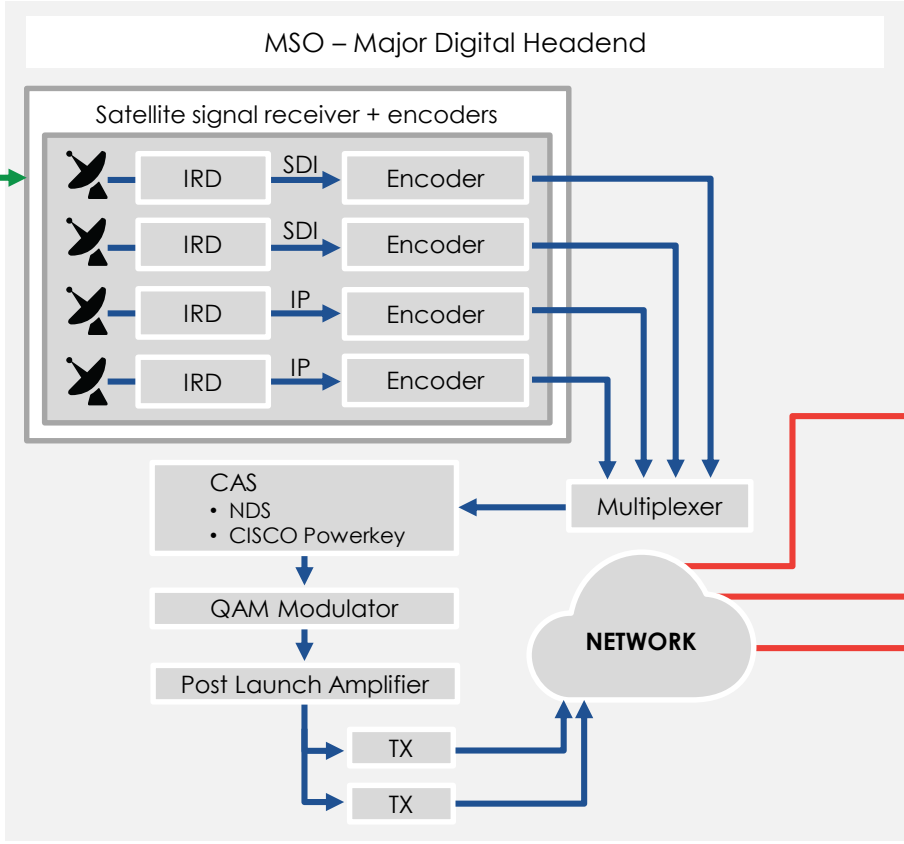 MSO – Major Digital Headend
Satellite signal receiver + encoders
IRD
SDI
Encoder
IRD
SDI
Encoder
IRD
IP
Encoder
IRD
IP
Encoder
CAS
• NDS
• CISCO Powerkey
Multiplexer
QAM Modulator
NETWORK
Post Launch Amplifier
TX
TX